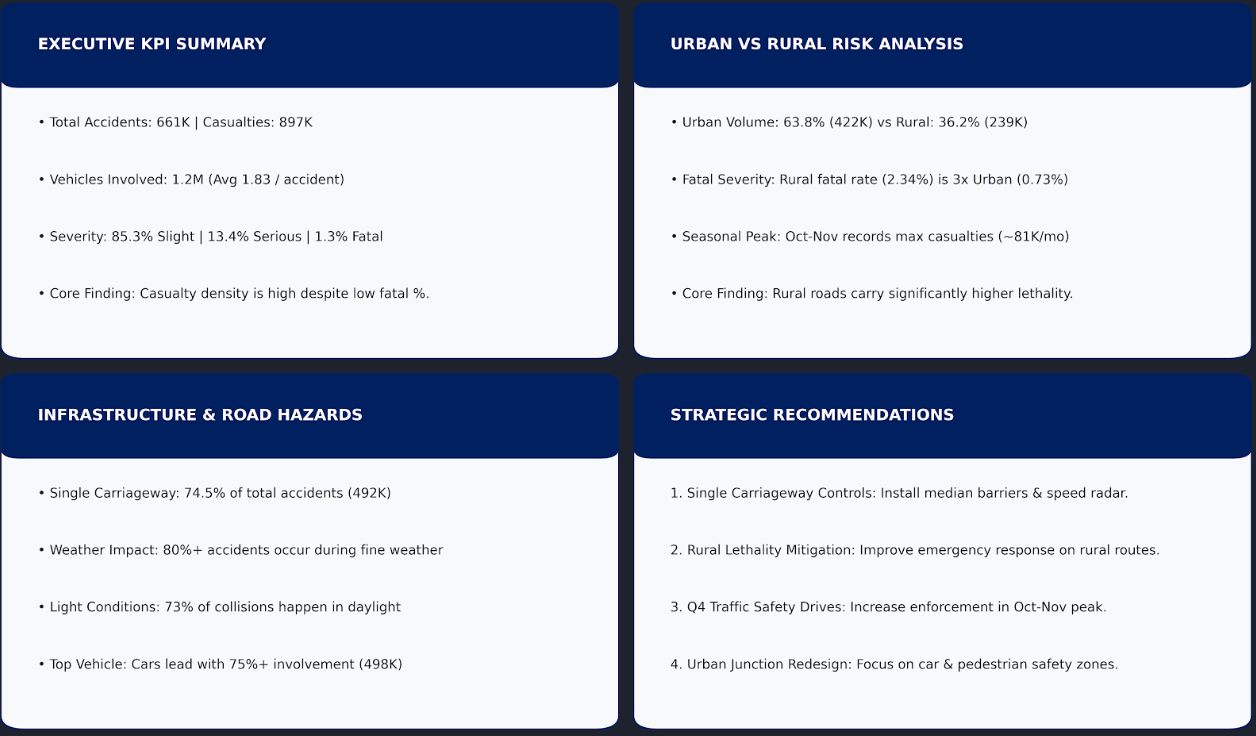 EXECUTIVE KPI SUMMARY
• Total Accidents: 661K | Casualties: 897K
• Vehicles Involved: 1.2M (Avg 1.83 / accident)
• Severity: 85.3% Slight | 13.4% Serious | 1.3% Fatal
• Core Finding: Casualty density is high despite low fatal %.
URBAN VS RURAL RISK ANALYSIS
• Urban Volume: 63.8% (422K) vs Rural: 36.2% (239K)
• Fatal Severity: Rural fatal rate (2.34%) is 3x Urban (0.73%)
• Seasonal Peak: Oct-Nov records max casualties (~81K/mo)
• Core Finding: Rural roads carry significantly higher lethality.
INFRASTRUCTURE & ROAD HAZARDS
• Single Carriageway: 74.5% of total accidents (492K)
• Weather Impact: 80%+ accidents occur during fine weather
• Light Conditions: 73% of collisions happen in daylight
• Top Vehicle: Cars lead with 75%+ involvement (498K)
STRATEGIC RECOMMENDATIONS
1. Single Carriageway Controls: Install median barriers & speed radar.
2. Rural Lethality Mitigation: Improve emergency response on rural routes.
3. Q4 Traffic Safety Drives: Increase enforcement in Oct-Nov peak.
4. Urban Junction Redesign: Focus on car & pedestrian safety zones.